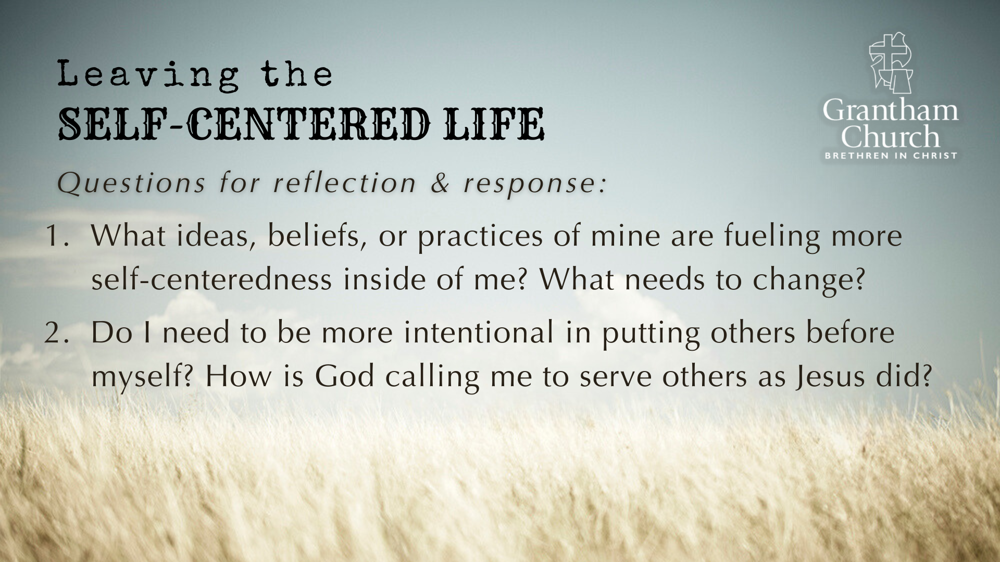 Leaving the
SELF-CENTERED LIFE
Grantham
Church
BRETHREN IN CHRIST
Questions for reflection & response:
1. What ideas, beliefs, or practices of mine are fueling more
self-centeredness inside of me? What needs to change?
2. Do I need to be more intentional in putting others before
myself? How is God calling me to serve others as Jesus did?